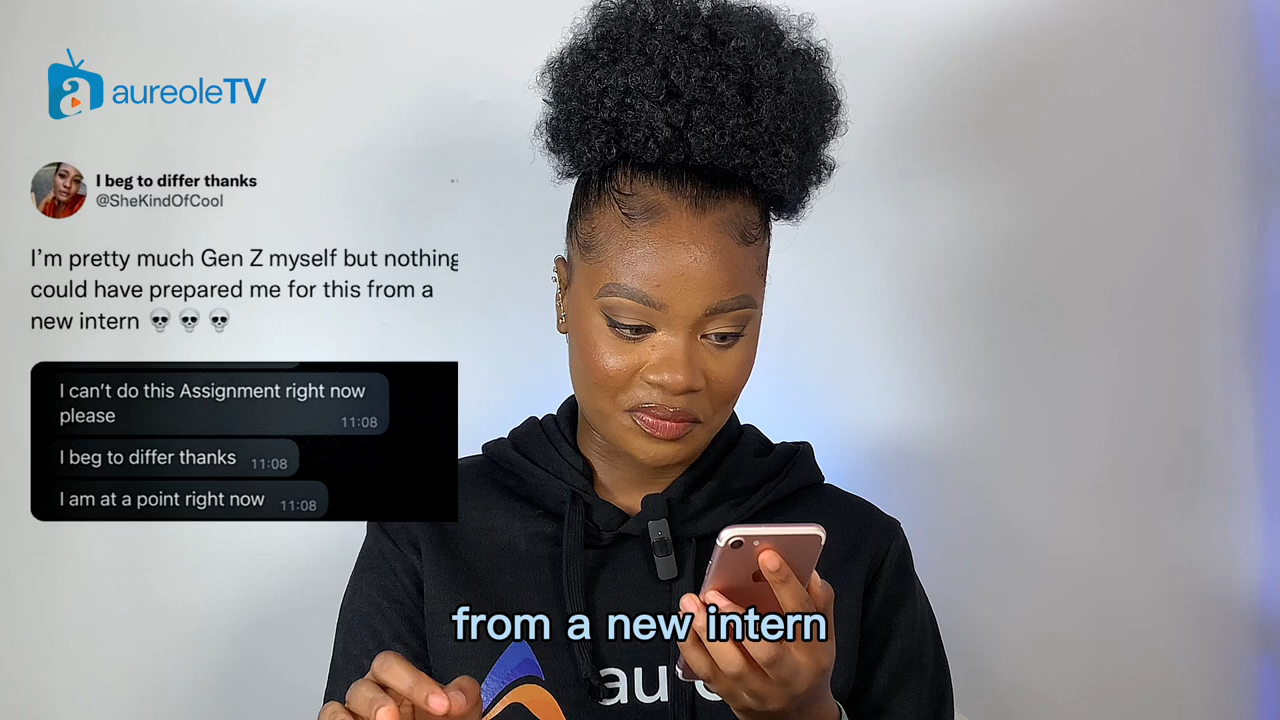 aureoleTV
I beg to differ thanks
@SheKindOfCool
I'm pretty much Gen Z myself but nothing
could have prepared me for this from a
new intern 💀💀💀
I can't do this Assignment right now
please
11:08
I beg to differ thanks 11:08
I am at a point right now 11:08
from a new intern